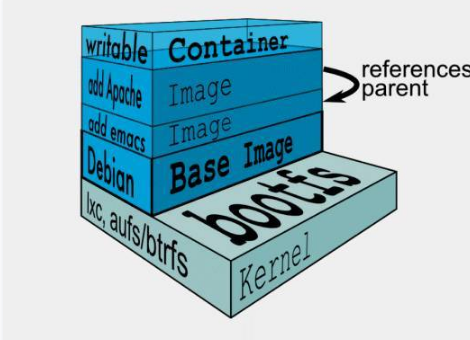 writable Container
add Apache Image
references
parent
add emacs Image
Debian Base Image
lxc, aufs/btrfs
bootfs
Kernel